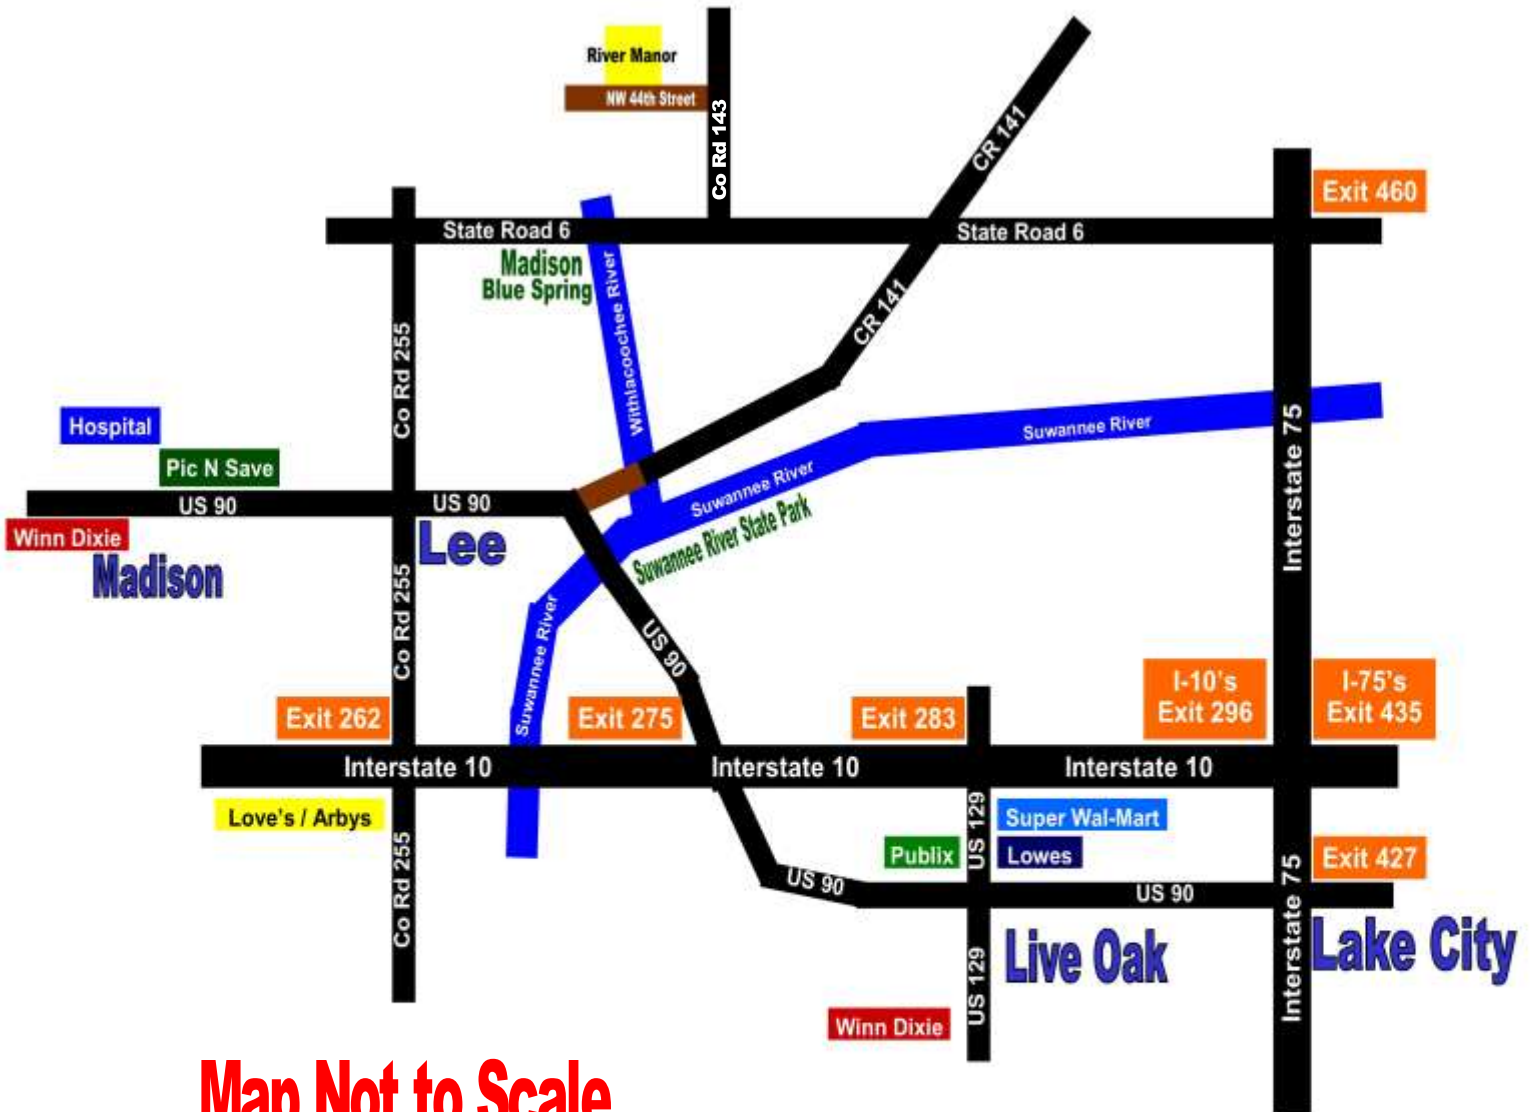 River Manor
NW 44th Street
Co Rd 143
CR 141
Exit 460
State Road 6
State Road 6
Madison
Blue Spring
Withlacoochee River
CR 141
Co Rd 255
Hospital
Pic N Save
US 90
US 90
Winn Dixie
Madison
Lee
Suwannee River
Suwannee River
Suwannee River State Park
Interstate 75
Co Rd 255
Suwannee River
US 90
Exit 262
Exit 275
Exit 283
I-10's
Exit 296
I-75's
Exit 435
Interstate 10
Interstate 10
Interstate 10
Love's / Arbys
Co Rd 255
US 129
Super Wal-Mart
Publix
Lowes
Exit 427
US 90
US 90
Interstate 75
Live Oak
Lake City
US 129
Winn Dixie
Map Not to Scale